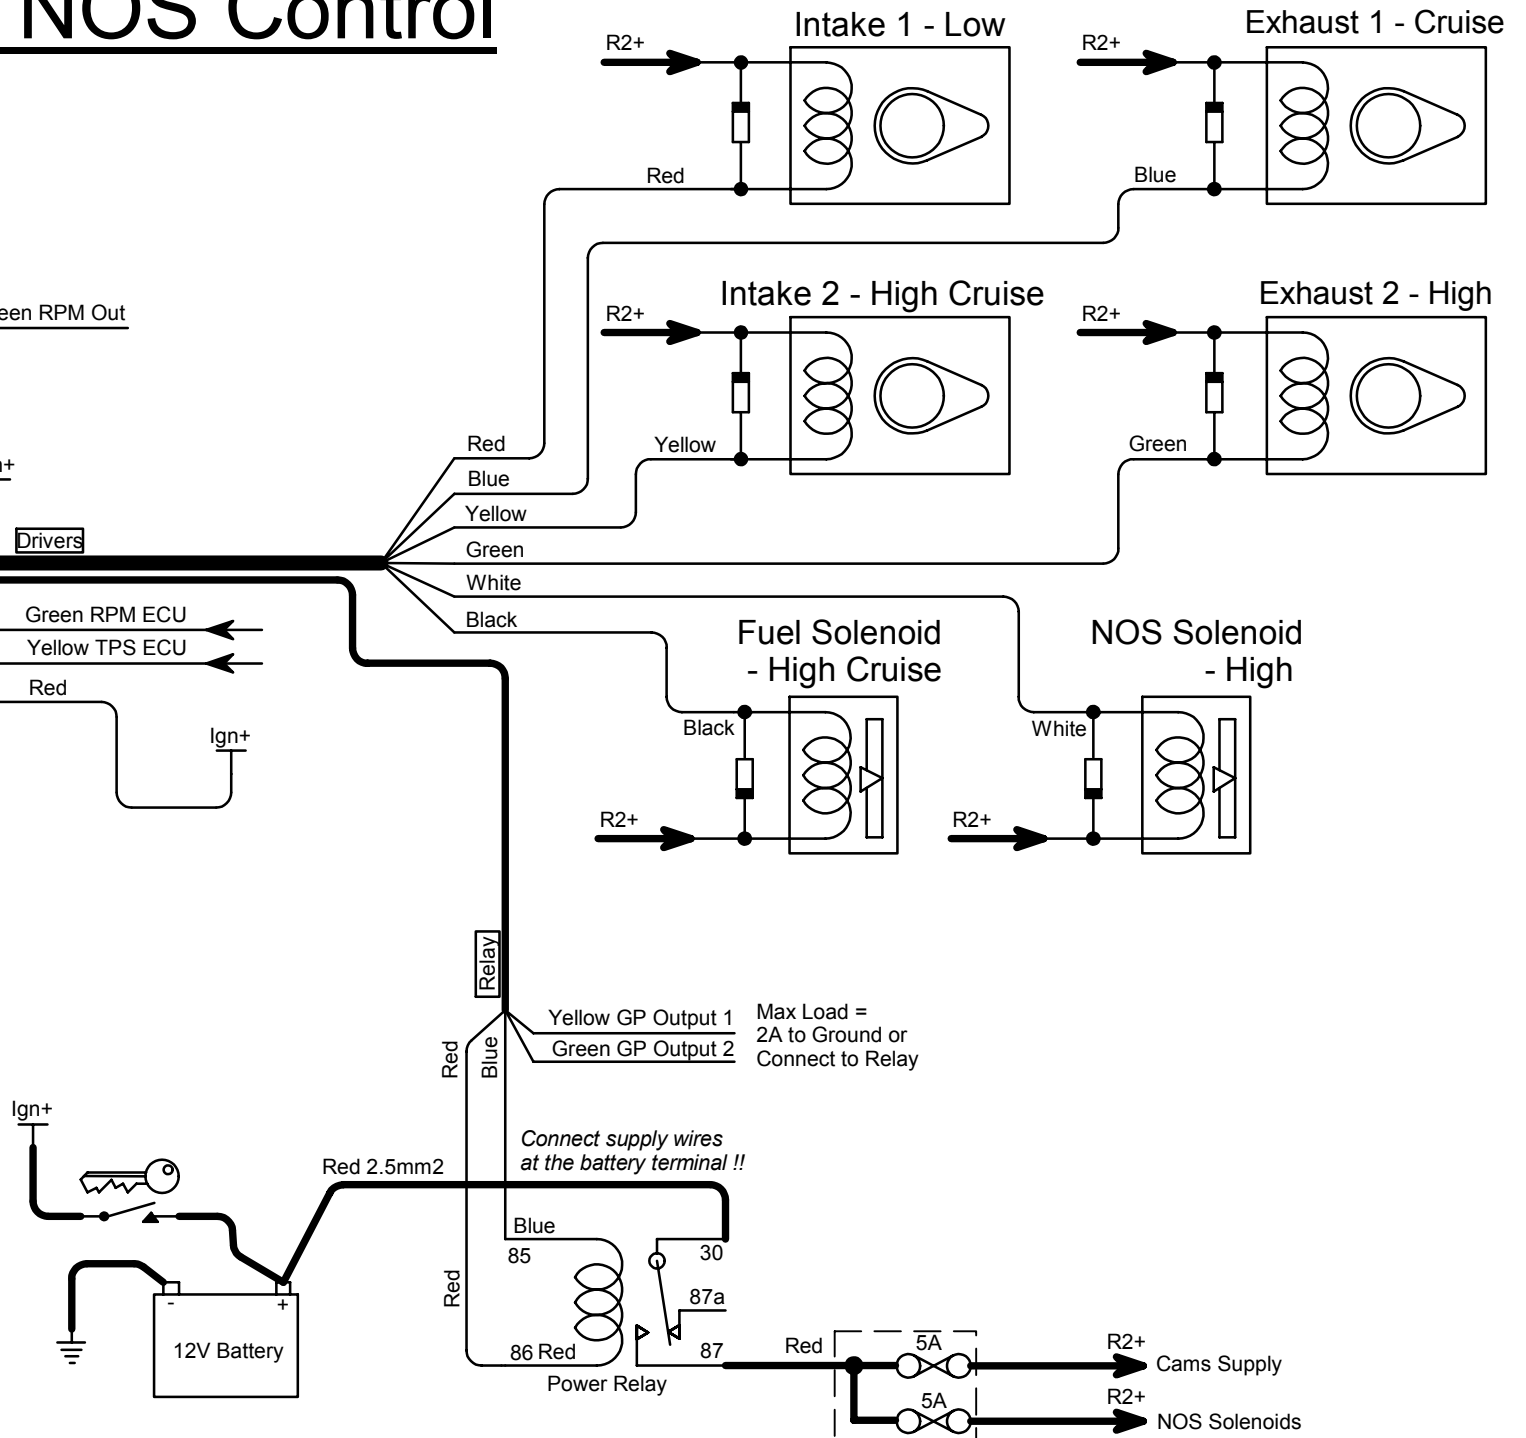 NOS Control
Intake 1 - Low
Exhaust 1 - Cruise
R2+
R2+
Red
Blue
Intake 2 - High Cruise
Exhaust 2 - High
R2+
R2+
een RPM Out
Yellow
Green
Red
Blue
Yellow
Green
White
Black
Drivers
Green RPM ECU
Yellow TPS ECU
Red
Ign+
Fuel Solenoid
- High Cruise
NOS Solenoid
- High
Black
White
R2+
R2+
Relay
Yellow GP Output 1
Green GP Output 2
Max Load =
2A to Ground or
Connect to Relay
Red
Blue
Ign+
Connect supply wires
at the battery terminal !!
Red 2.5mm2
Blue
85
30
87a
Red
86 Red
87
Power Relay
-
+
12V Battery
Red
5A
R2+
Cams Supply
5A
R2+
NOS Solenoids